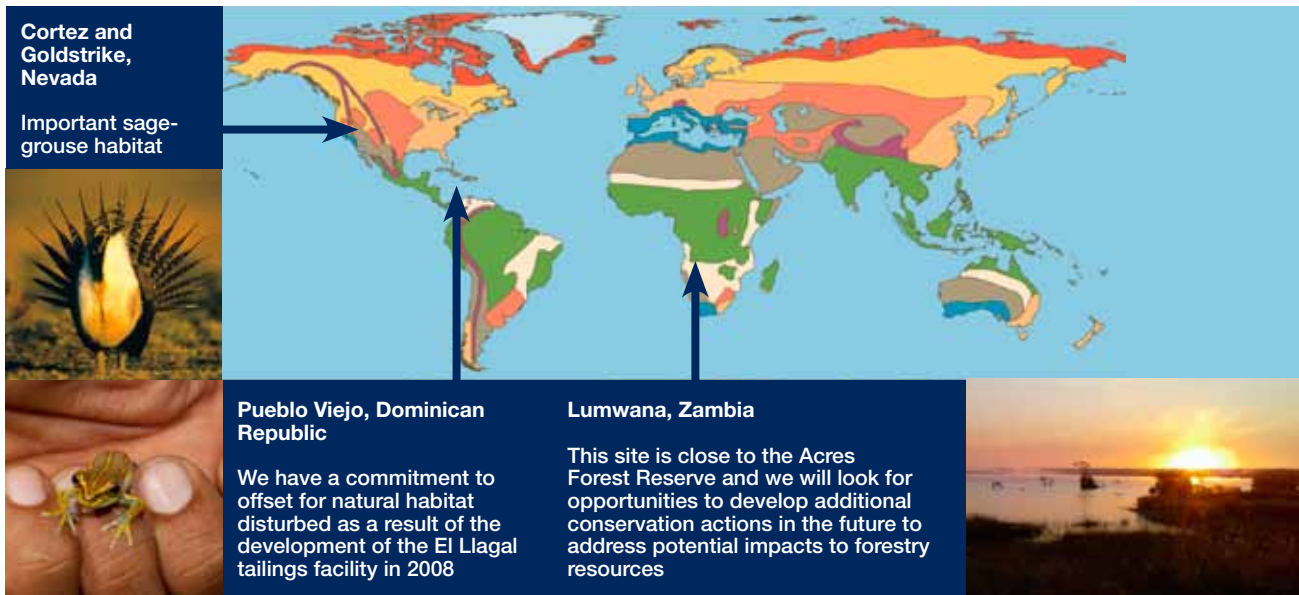 Cortez and
Goldstrike,
Nevada
Important sage-
grouse habitat
Pueblo Viejo, Dominican
Republic
We have a commitment to
offset for natural habitat
disturbed as a result of the
development of the El Llagal
tailings facility in 2008
Lumwana, Zambia
This site is close to the Acres
Forest Reserve and we will look for
opportunities to develop additional
conservation actions in the future to
address potential impacts to forestry
resources